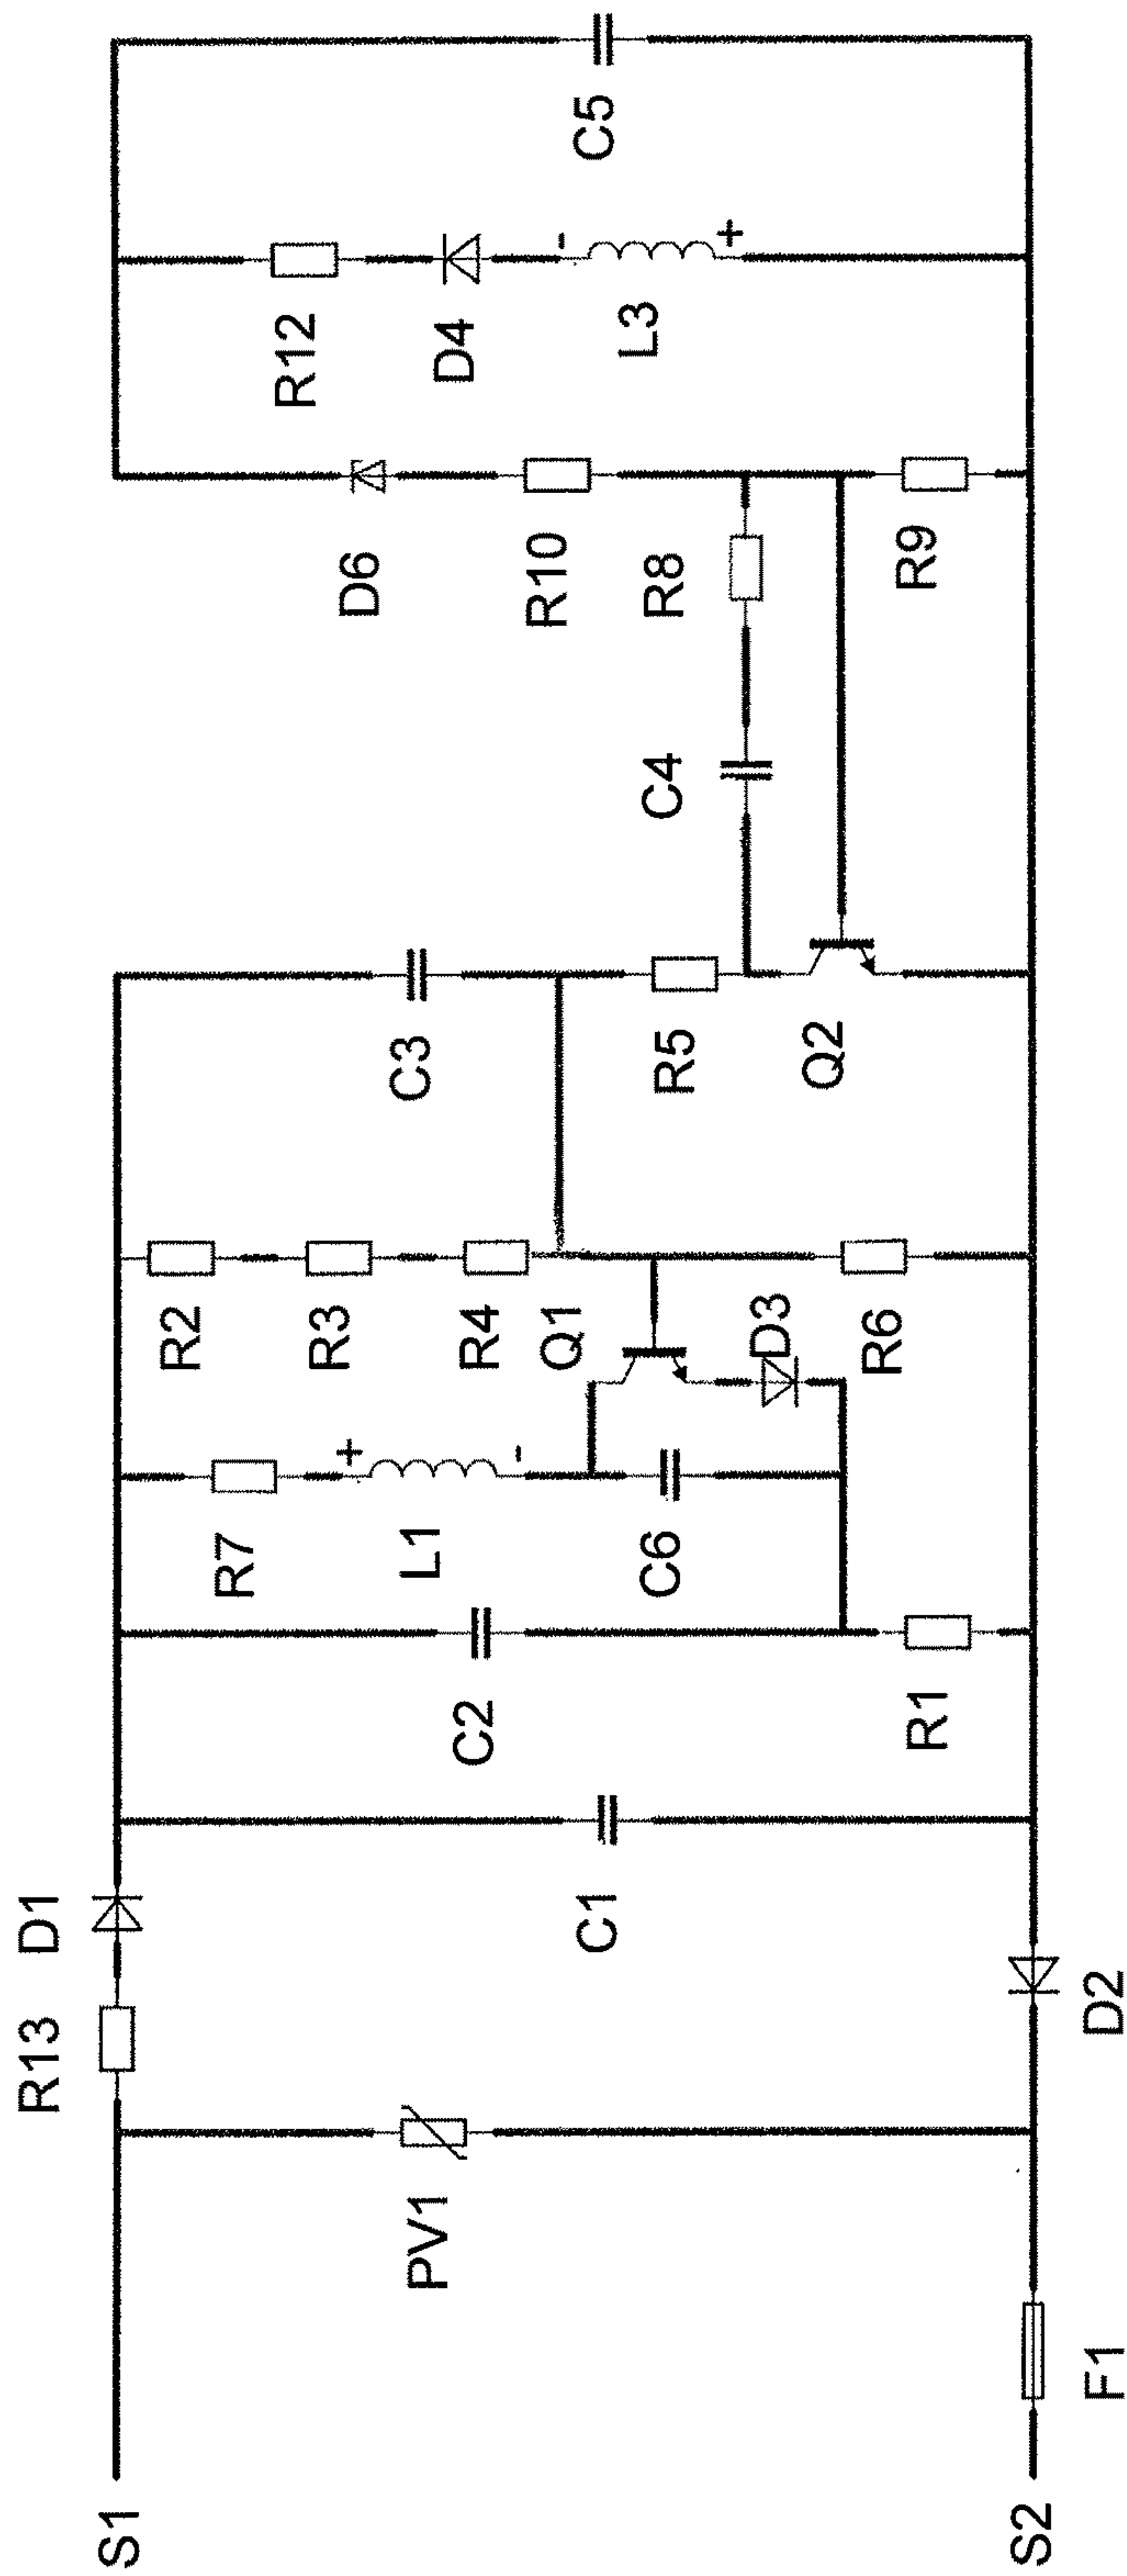 R13 D1
S1
R2
R7
R12
R3
+
D6
C3
L1
PV1
D4
C2
R4
-
R10
Q1
-
C1 C5
L3
C6 C4 R8
R5
+
D3
Q2
R6
R9
R1
S2
F1 D2